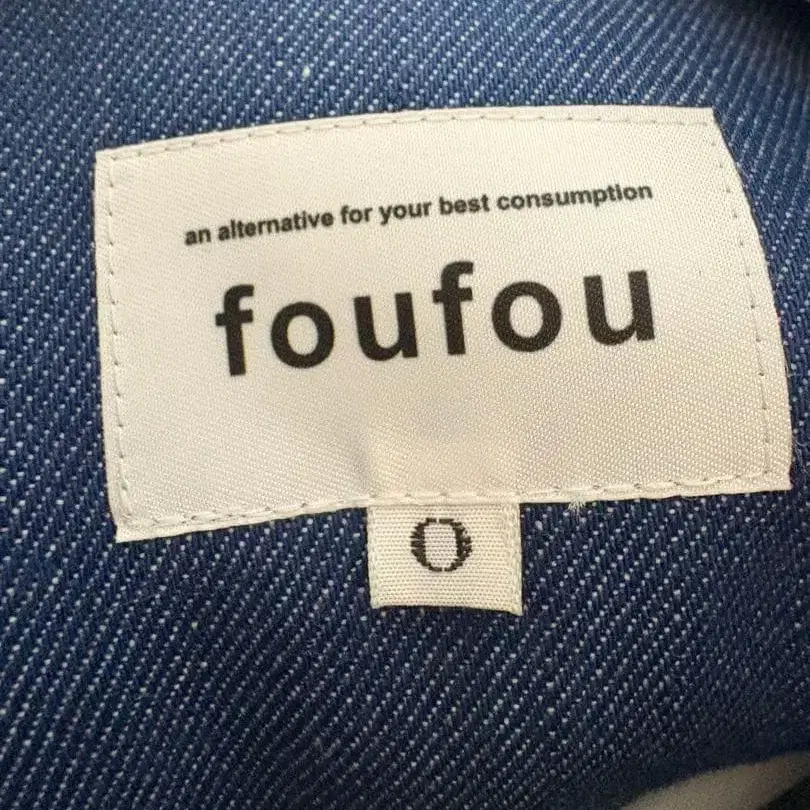 an alternative for your best consumption
foufou
0